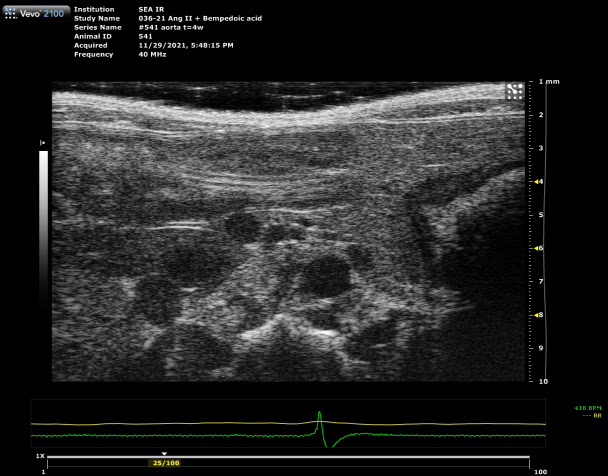 Vevo 2100
Institution SEA IR
Study Name 036-21 Ang II + Bempedoic acid
Series Name #541 aorta t=4w
Animal ID 541
Acquired 11/29/2021, 5:48:15 PM
Frequency 40 MHz
1 mm
2
3
4
5
6
7
8
9
10
438 BPM
--- RR
1X
25/100
1 100